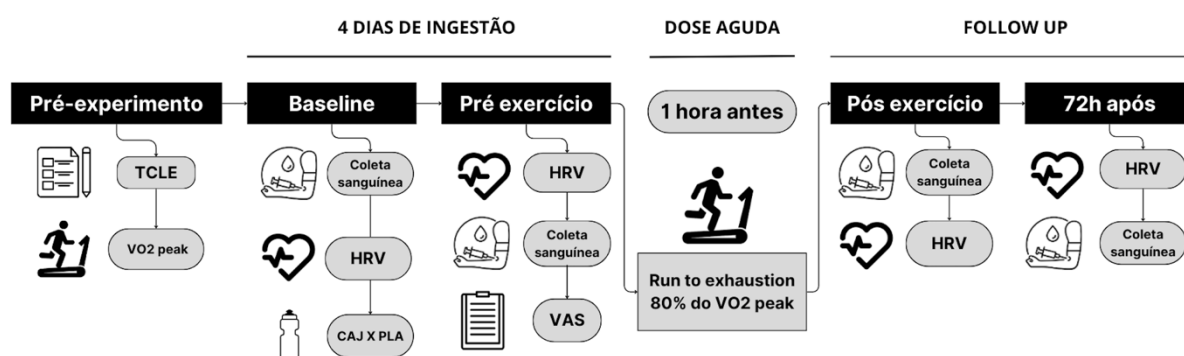 4 DIAS DE INGESTÃO
DOSE AGUDA
FOLLOW UP
Pré-experimento
Baseline
Pré exercício
1 hora antes
Pós exercício
72h após
TCLE
VO2 peak
Coleta
sanguínea
HRV
CAJ X PLA
HRV
Coleta
sanguínea
VAS
Run to exhaustion
80% do VO2 peak
Coleta
sanguínea
HRV
HRV
Coleta
sanguínea